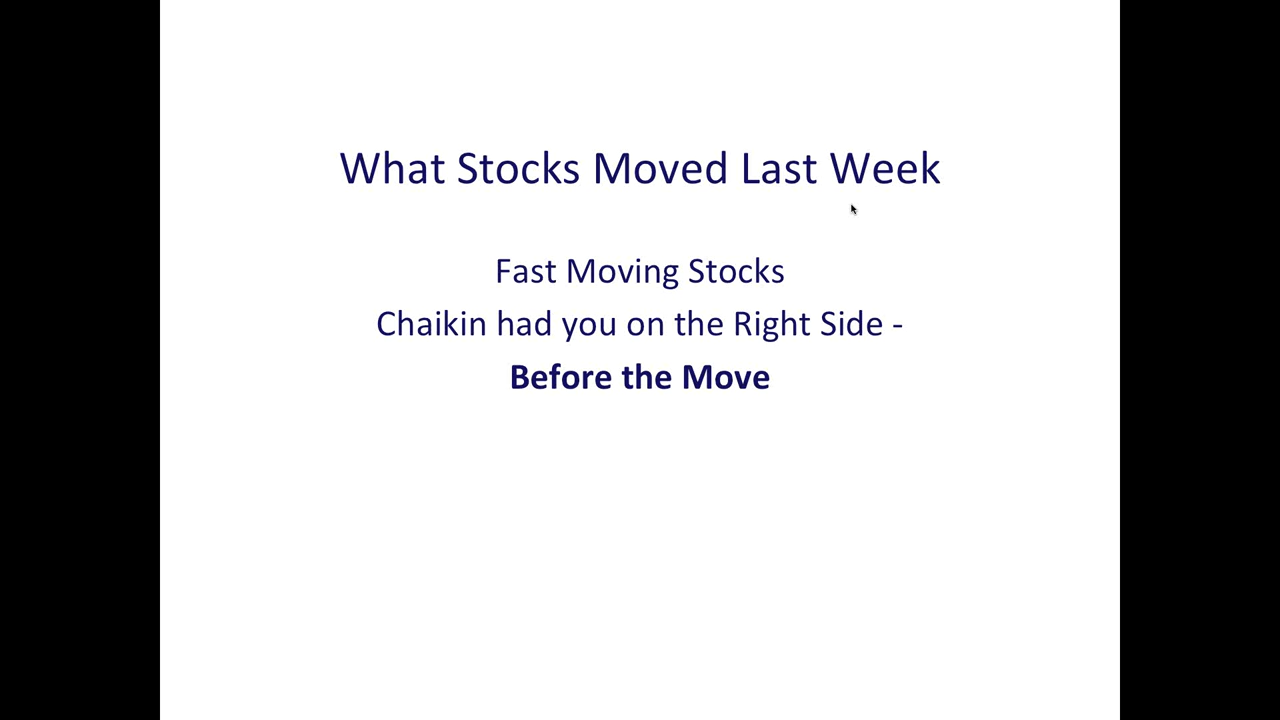 What Stocks Moved Last Week
Fast Moving Stocks
Chaikin had you on the Right Side -
Before the Move